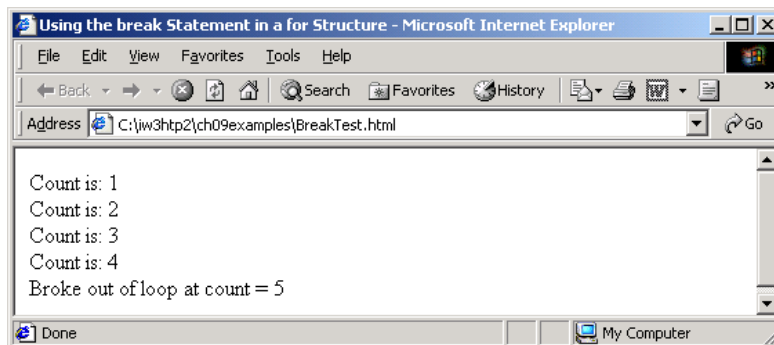 Using the break Statement in a for Structure - Microsoft Internet Explorer
File Edit View Favorites Tools Help
Back Search Favorites History
Address C:\iw3htp2\ch09examples\BreakTest.html Go
Count is: 1
Count is: 2
Count is: 3
Count is: 4
Broke out of loop at count = 5
Done My Computer